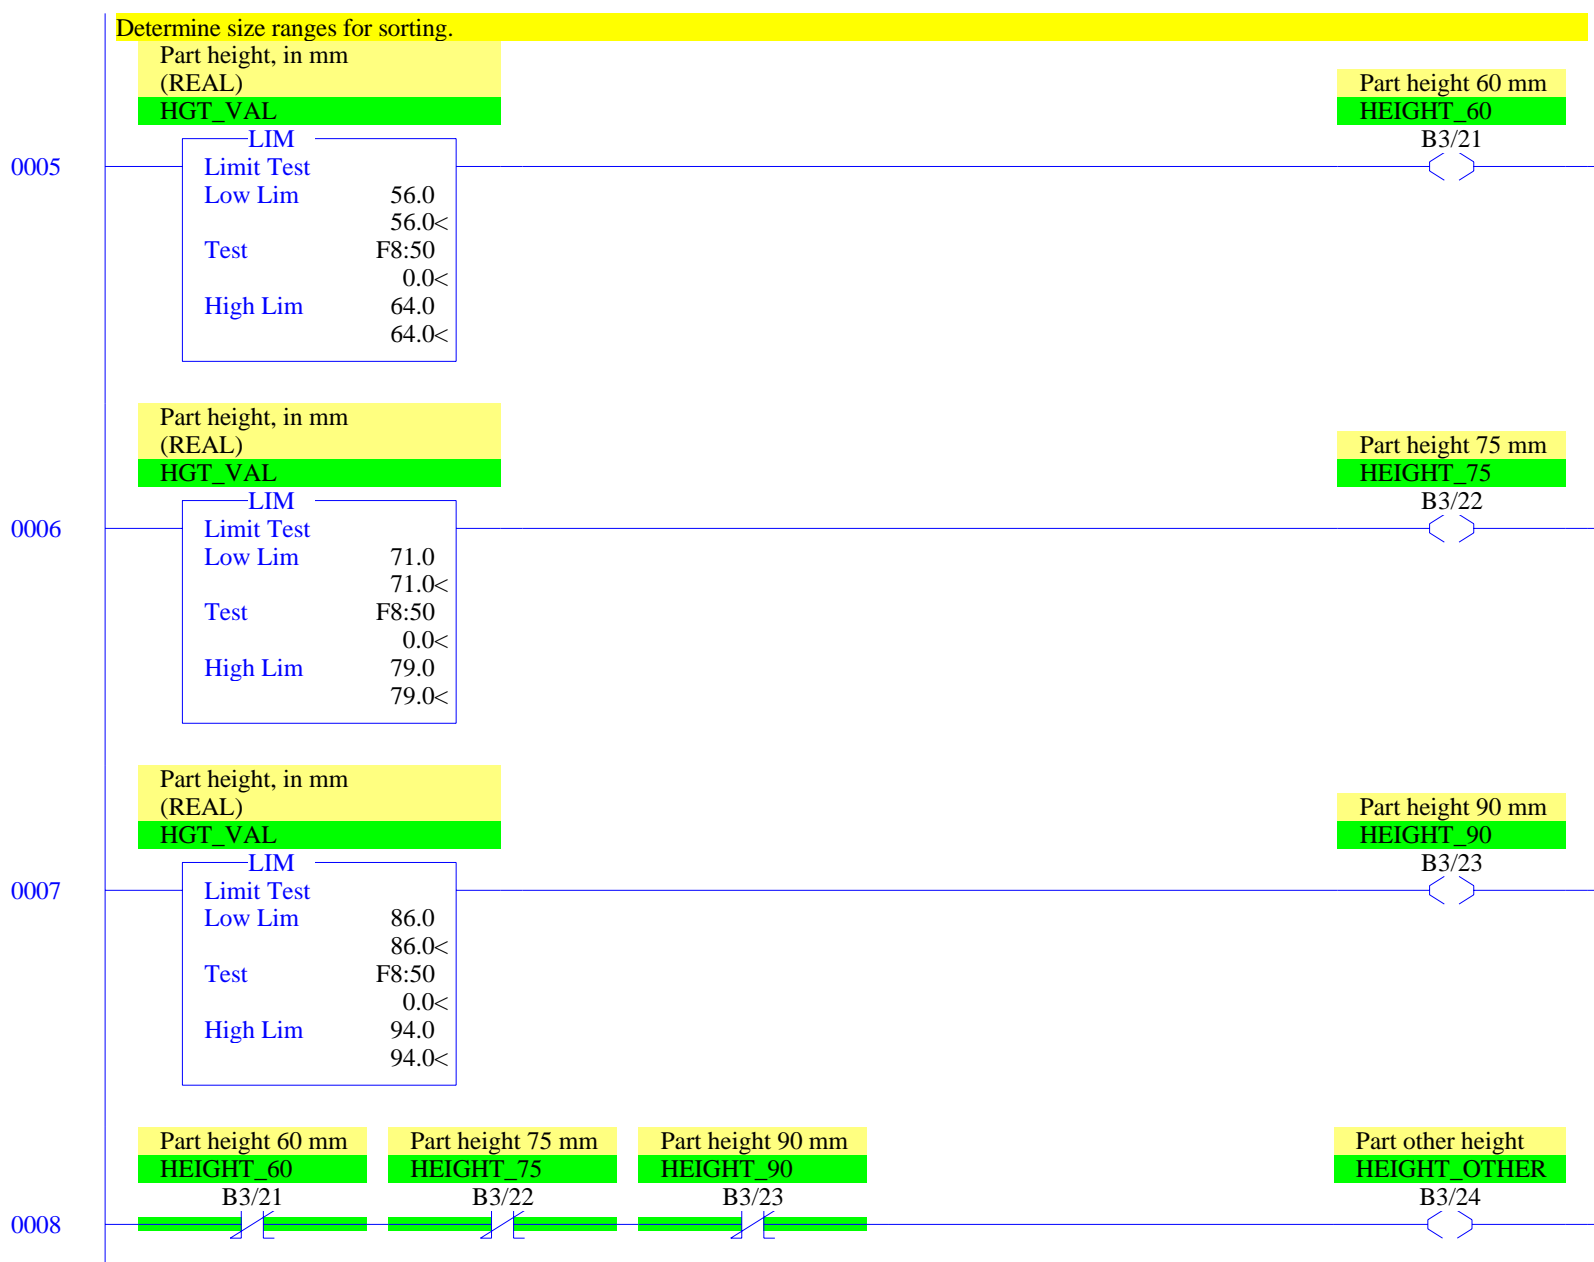 Determine size ranges for sorting.
Part height, in mm
(REAL)
HGT_VAL
Part height 60 mm
HEIGHT_60
B3/21
0005
LIM
Limit Test
Low Lim 56.0
56.0<
Test F8:50
0.0<
High Lim 64.0
64.0<
Part height, in mm
(REAL)
HGT_VAL
Part height 75 mm
HEIGHT_75
B3/22
0006
LIM
Limit Test
Low Lim 71.0
71.0<
Test F8:50
0.0<
High Lim 79.0
79.0<
Part height, in mm
(REAL)
HGT_VAL
Part height 90 mm
HEIGHT_90
B3/23
0007
LIM
Limit Test
Low Lim 86.0
86.0<
Test F8:50
0.0<
High Lim 94.0
94.0<
Part height 60 mm
HEIGHT_60
B3/21
Part height 75 mm
HEIGHT_75
B3/22
Part height 90 mm
HEIGHT_90
B3/23
Part other height
HEIGHT_OTHER
B3/24
0008